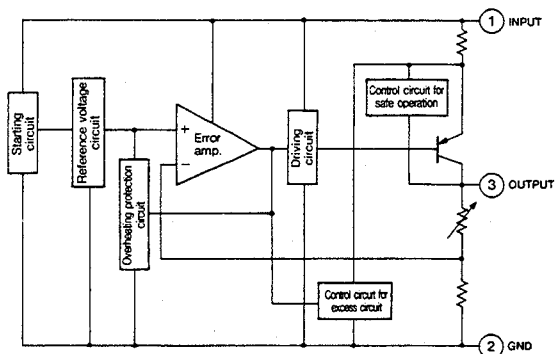 1 INPUT
Control circuit for
safe operation
Starting
circuit
Reference voltage
circuit
+
Error
amp.
−
Driving
circuit
3 OUTPUT
Overheating protection
circuit
Control circurt for
excess circuit
2 GND